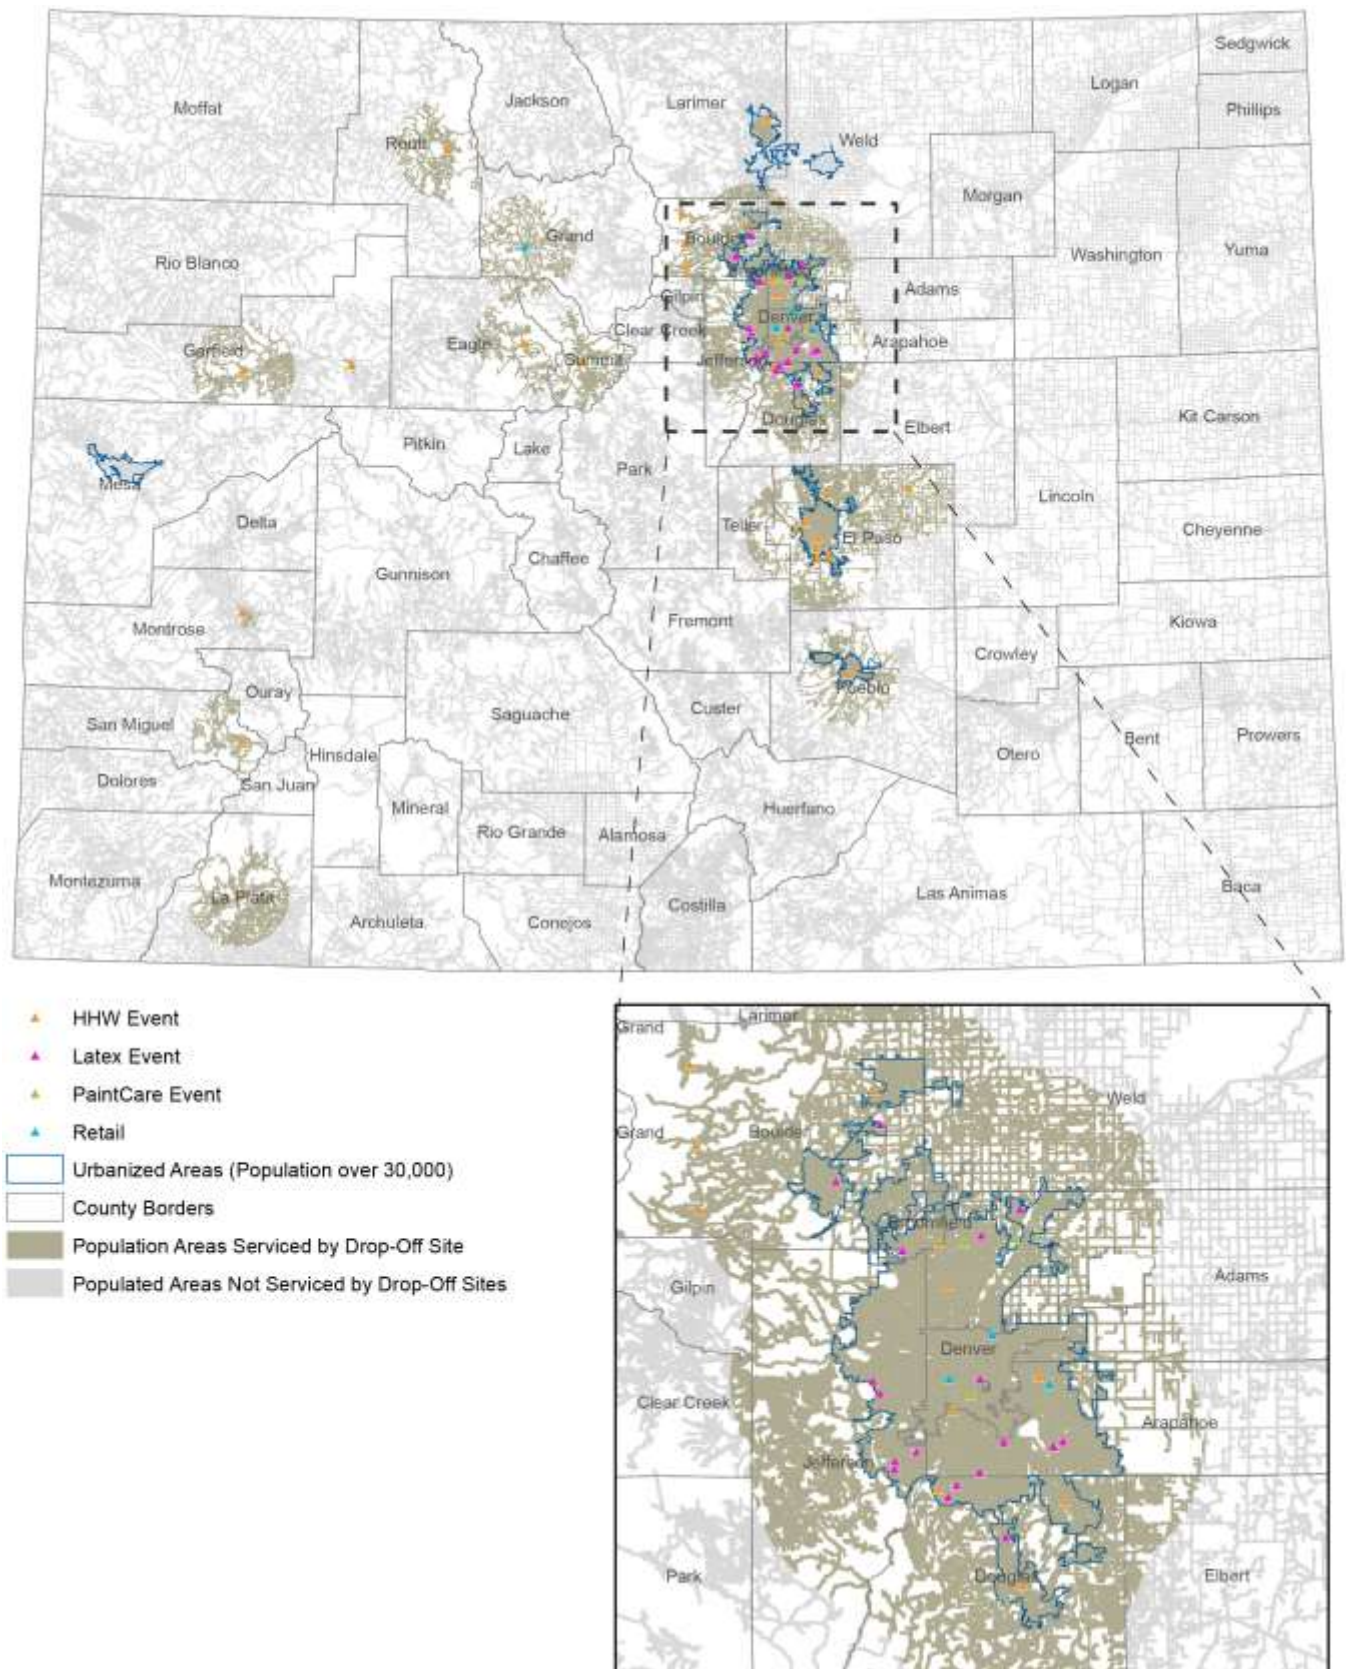 Sedgwick
Logan
Moffat
Jackson
Larimer
Phillips
Routt
Weld
Morgan
Grand
Boulder
Rio Blanco
Washington
Yuma
Gilpin
Adams
Denver
Clear Creek
Garfield
Eagle
Summit
Jefferson
Arapahoe
Douglas
Kit Carson
Elbert
Pitkin
Lake
Park
Mesa
Lincoln
Delta
Teller
El Paso
Cheyenne
Chaffee
Gunnison
Fremont
Kiowa
Montrose
Crowley
Ouray
Pueblo
San Miguel
Saguache
Custer
Prowers
Hinsdale
Otero
Bent
Dolores
San Juan
Mineral
Huerfano
Rio Grande
Alamosa
Montezuma
La Plata
Las Animas
Baca
Archuleta
Conejos
Costilla
HHW Event
Latex Event
PaintCare Event
Retail
Urbanized Areas (Population over 30,000)
County Borders
Population Areas Serviced by Drop-Off Site
Populated Areas Not Serviced by Drop-Off Sites
Larimer
Grand
Weld
Grand
Boulder
Broomfield
Gilpin
Adams
Denver
Clear Creek
Arapahoe
Jefferson
Park
Douglas
Elbert